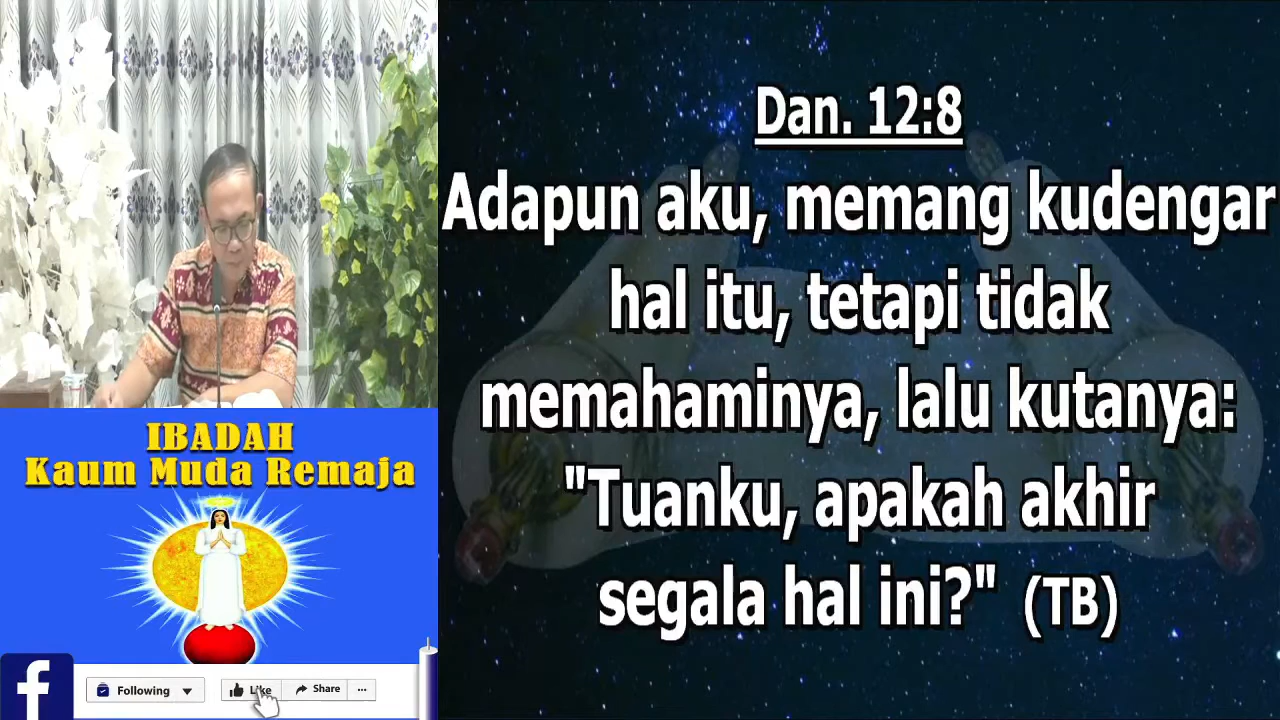 Dan. 12:8
Adapun aku, memang kudengar
hal itu, tetapi tidak
memahaminya, lalu kutanya:
"Tuanku, apakah akhir
segala hal ini?" (TB)
IBADAH
Kaum Muda Remaja
f
Following
Like
Share